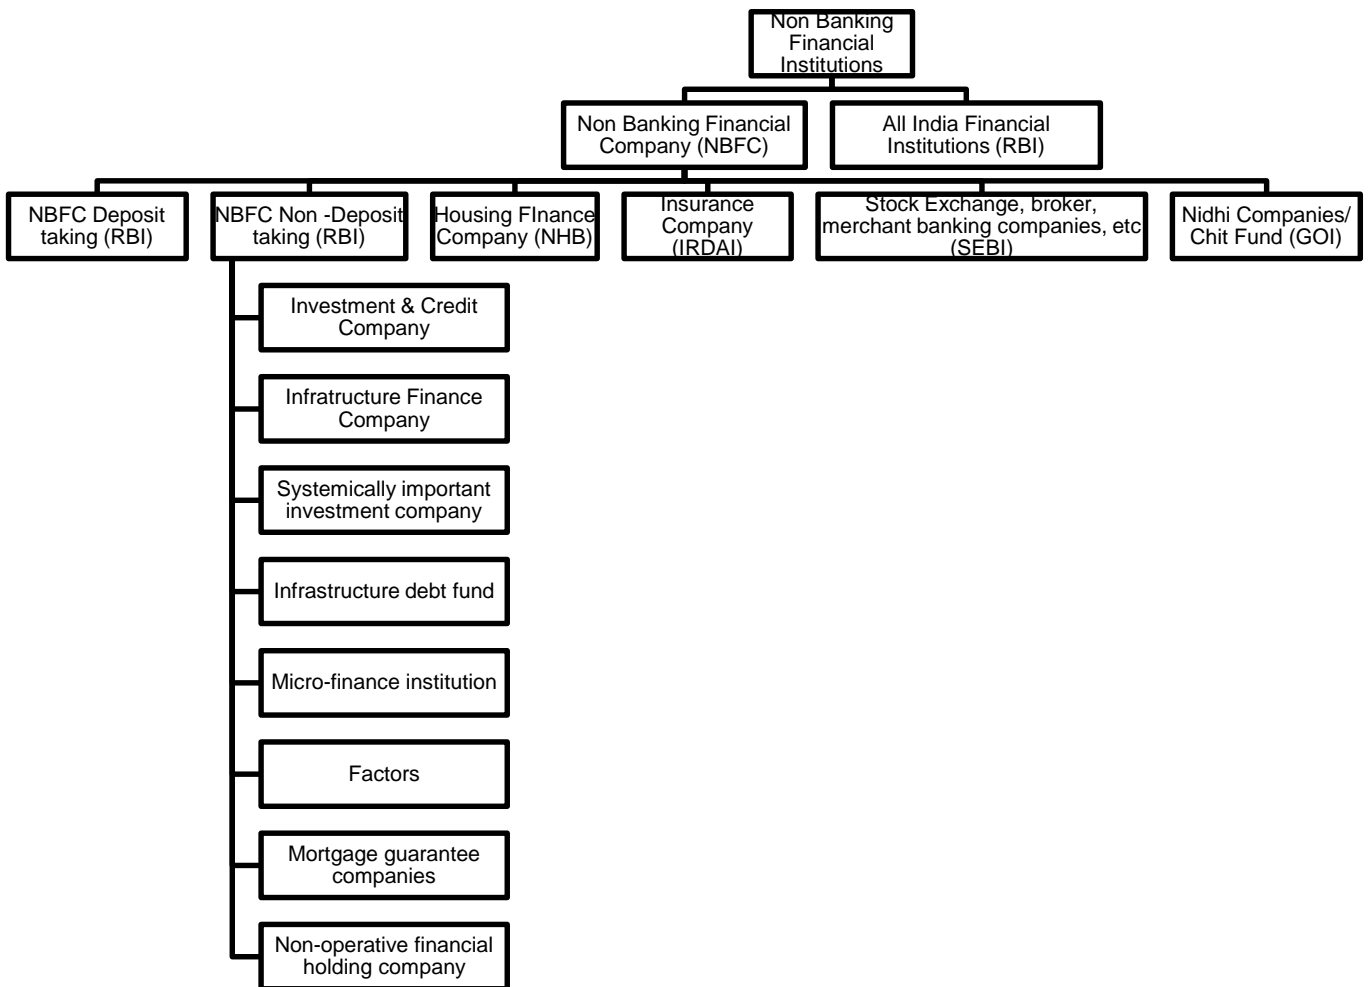 Non Banking
Financial
Institutions
Non Banking Financial
Company (NBFC)
All India Financial
Institutions (RBI)
NBFC Deposit
taking (RBI)
NBFC Non -Deposit
taking (RBI)
Housing FInance
Company (NHB)
Insurance
Company
(IRDAI)
Stock Exchange, broker,
merchant banking companies, etc
(SEBI)
Nidhi Companies/
Chit Fund (GOI)
Investment & Credit
Company
Infratructure Finance
Company
Systemically important
investment company
Infrastructure debt fund
Micro-finance institution
Factors
Mortgage guarantee
companies
Non-operative financial
holding company